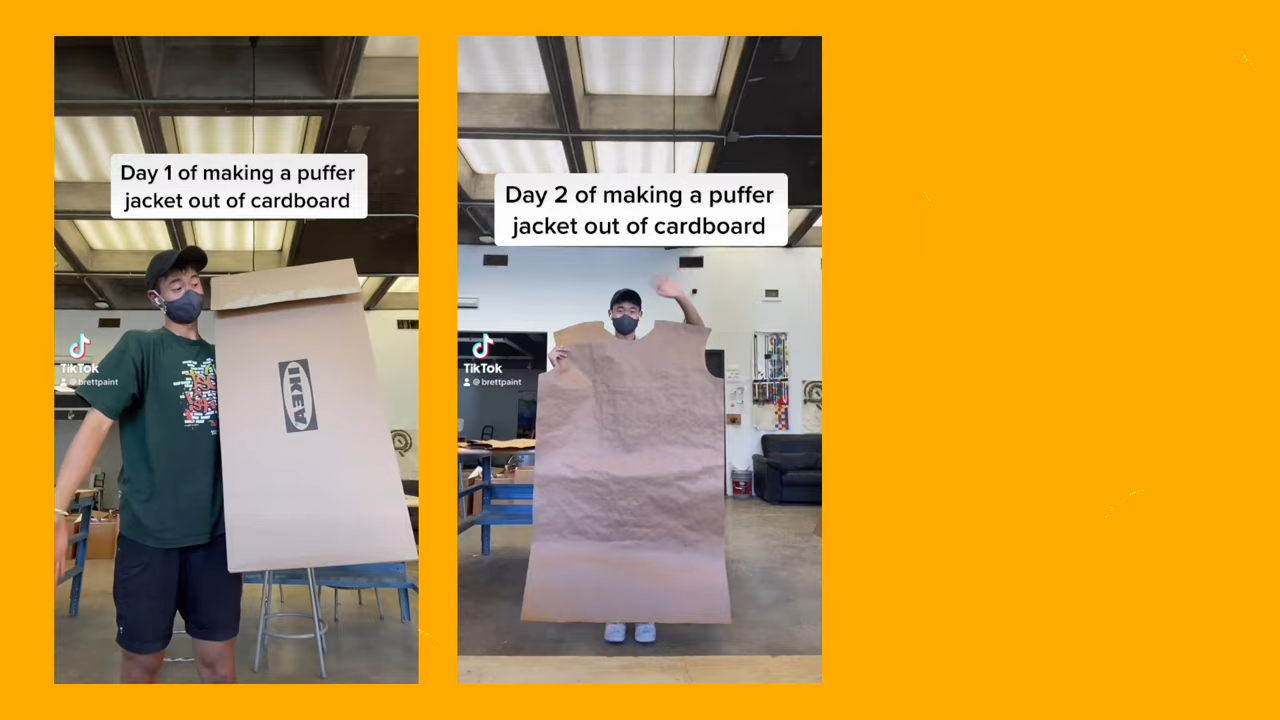 Day 1 of making a puffer
jacket out of cardboard
TikTok
@brettpaint
IKEA
Day 2 of making a puffer
jacket out of cardboard
TikTok
@brettpaint